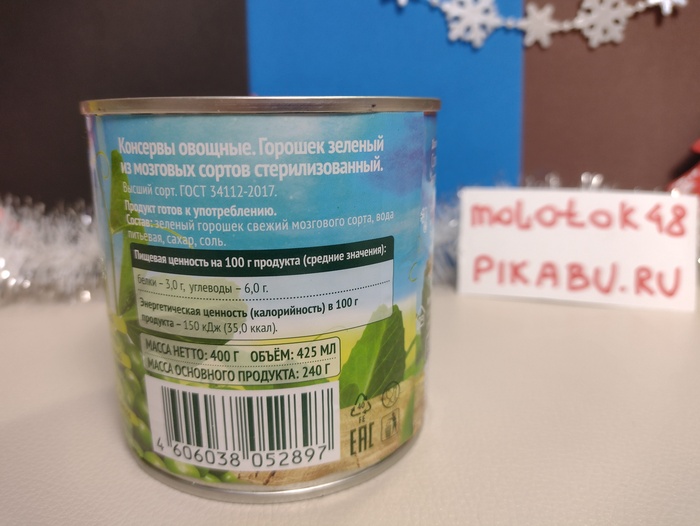 Консервы овощные. Горошек зеленый
из мозговых сортов стерилизованный.
Высший сорт. ГОСТ 34112-2017.
Продукт готов к употреблению.
Состав: зеленый горошек свежий мозгового сорта, вода
питьевая, сахар, соль.
Пищевая ценность на 100 г продукта (средние значения):
белки – 3,0 г, углеводы – 6,0 г.
Энергетическая ценность (калорийность) в 100 г
продукта – 150 кДж (35,0 ккал).
МАССА НЕТТО: 400 Г ОБЪЁМ: 425 МЛ
МАССА ОСНОВНОГО ПРОДУКТА: 240 Г
4 606038 052897
40
FE
EAC
molotok48
PIKABU.RU